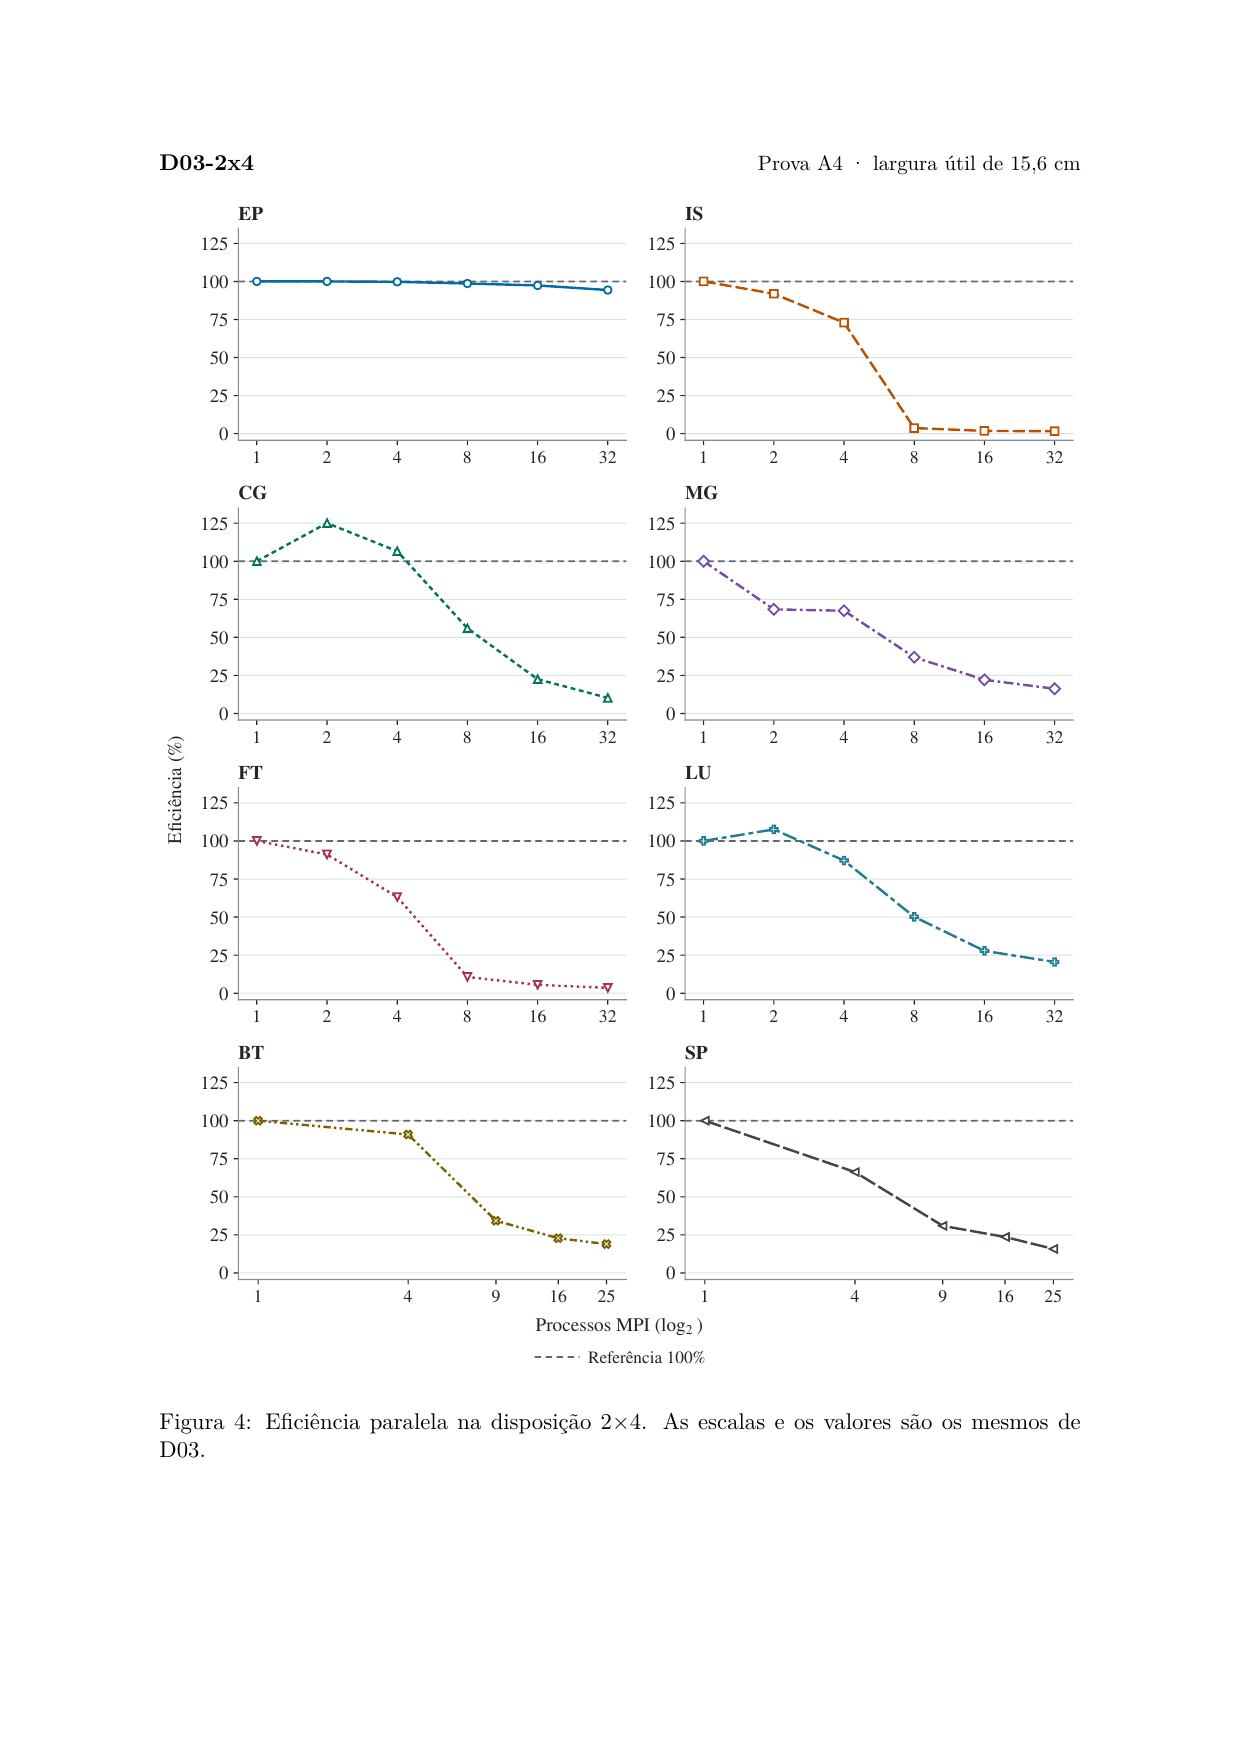 D03-2x4
Prova A4 · largura útil de 15,6 cm
EP
IS
125
100
75
50
25
0
1 2 4 8 16 32
125
100
75
50
25
0
1 2 4 8 16 32
CG
MG
125
100
75
50
25
0
1 2 4 8 16 32
125
100
75
50
25
0
1 2 4 8 16 32
Eficiência (%)
FT
LU
125
100
75
50
25
0
1 2 4 8 16 32
125
100
75
50
25
0
1 2 4 8 16 32
BT
SP
125
100
75
50
25
0
1 4 9 16 25
125
100
75
50
25
0
1 4 9 16 25
Processos MPI (log₂ )
Referência 100%
Figura 4: Eficiência paralela na disposição 2×4. As escalas e os valores são os mesmos de
D03.